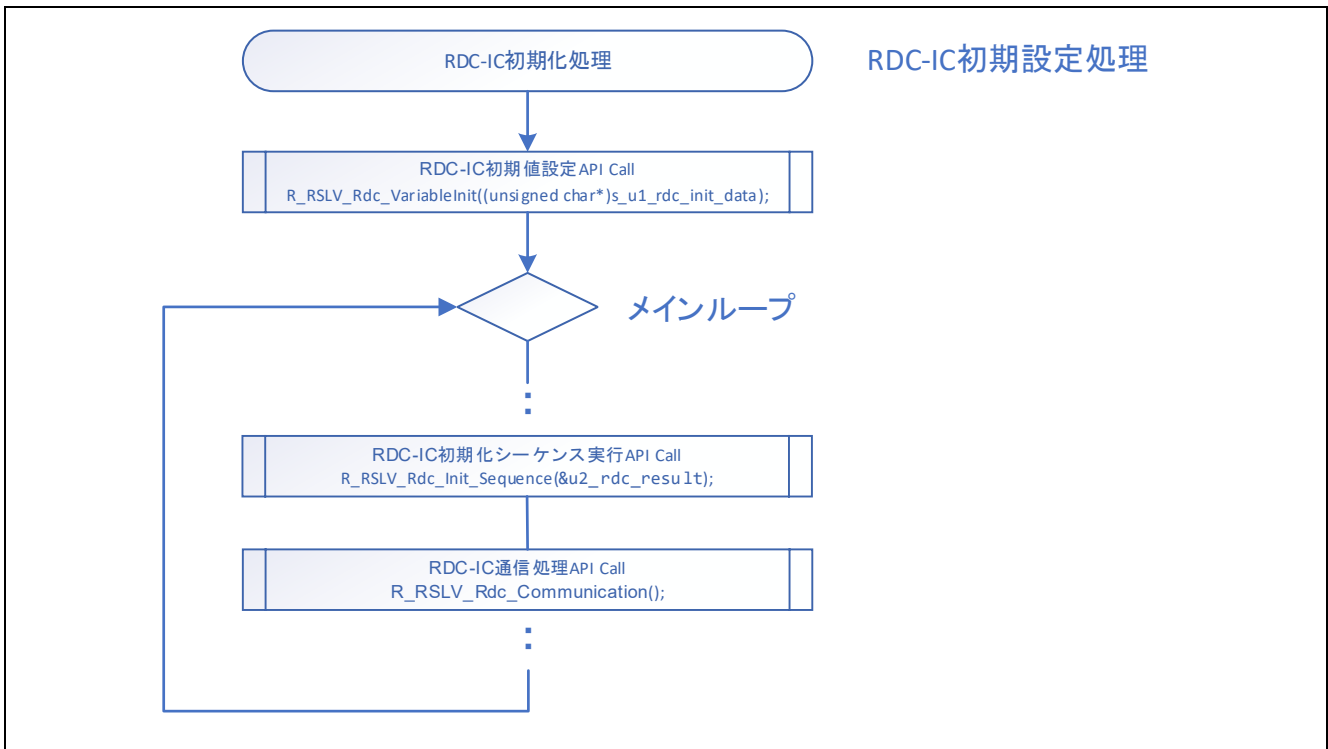 RDC-IC初期化処理
RDC-IC初期設定処理
RDC-IC初期値設定API Call
R_RSLV_Rdc_VariableInit((unsigned char*)s_u1_rdc_init_data);
メインループ
RDC-IC初期化シーケンス実行API Call
R_RSLV_Rdc_Init_Sequence(&u2_rdc_result);
RDC-IC通信処理API Call
R_RSLV_Rdc_Communication();